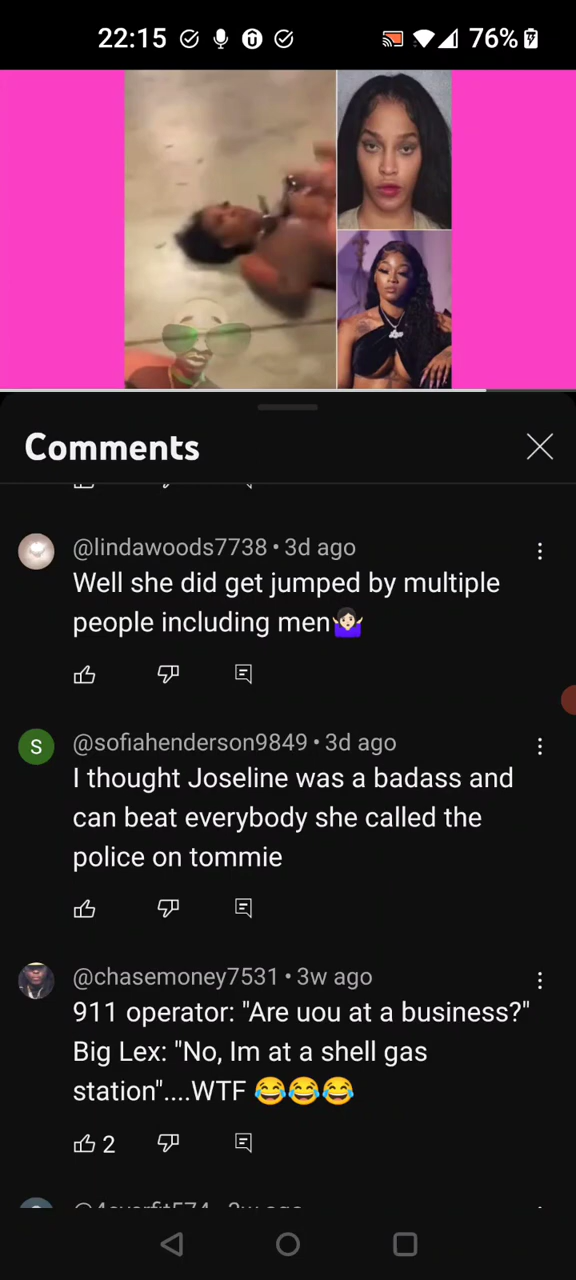 22:15
76%
Comments
@lindawoods7738 • 3d ago
Well she did get jumped by multiple
people including men🤷🏻‍♀️
@sofiahenderson9849 • 3d ago
I thought Joseline was a badass and
can beat everybody she called the
police on tommie
@chasemoney7531 • 3w ago
911 operator: "Are uou at a business?"
Big Lex: "No, Im at a shell gas
station"....WTF 😂😂😂
2